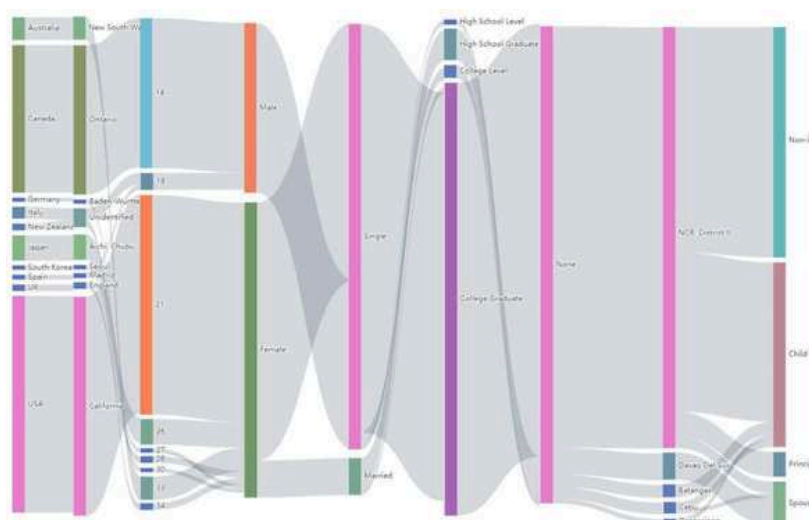 Australia
Canada
Germany
Italy
New Zealand
Japan
South Korea
Spain
UK
USA
New South W
Ontario
Baden-Wurtte
Unidentified
Aichi, Chubu
Seoul
Madrid
England
California
18
19
21
26
27
28
30
33
34
Male
Female
Single
Married
High School Level
High School Graduate
College Level
College Graduate
None
NCR, District II
Davao Del Sur
Batangas
Cebu
Non-
Child
Princi
Spous